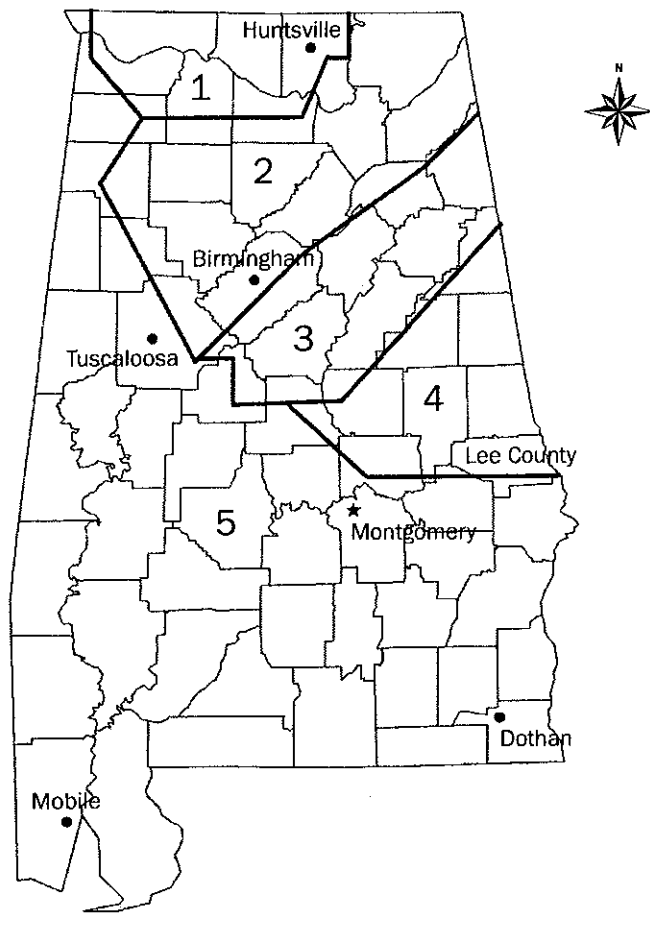 Huntsville
N
1
2
Birmingham
3
Tuscaloosa
4
Lee County
5
Montgomery
Dothan
Mobile